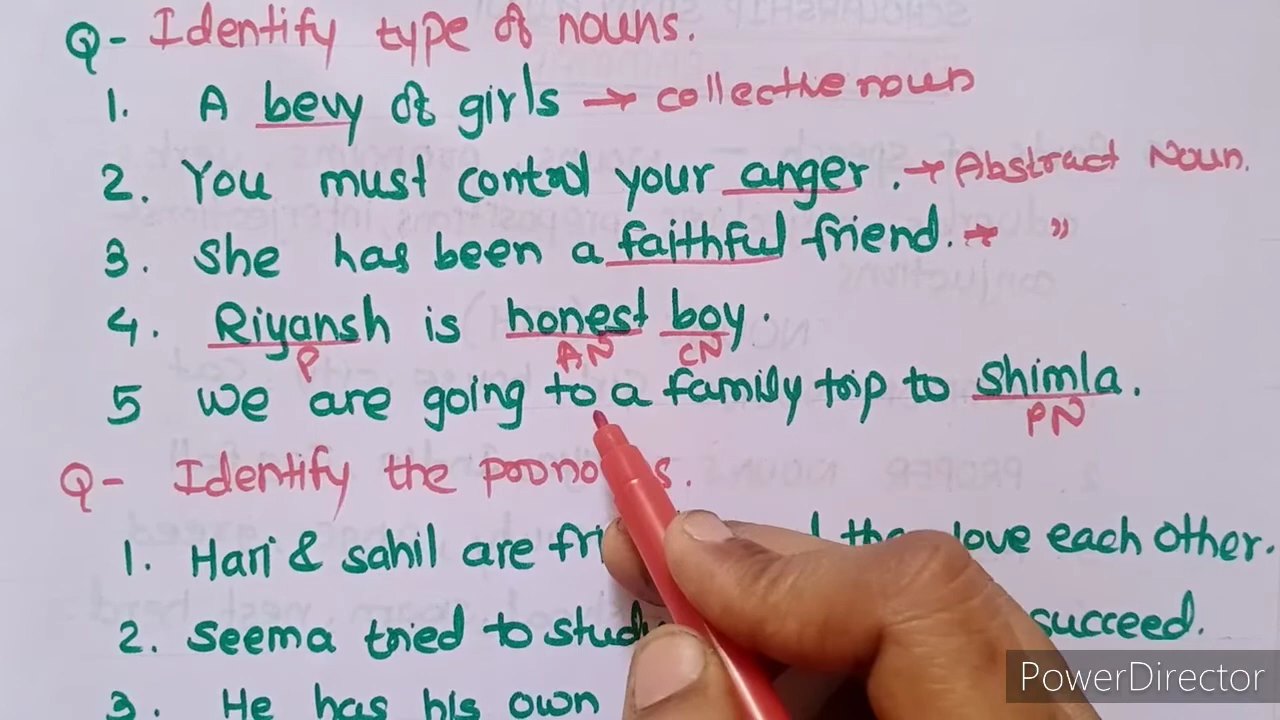 Q- Identify type of nouns.
1. A bevy of girls → collective noun
2. You must control your anger. → Abstract Noun.
3. She has been a faithful friend. → "
4. Riyansh is honest boy.
P AN CN
5 We are going to a family trip to Shimla.
PN
Q- Identify the
1. Hari & Sahil are love each other.
2. Seema tried to succeed.
3. He has his own
PowerDirector